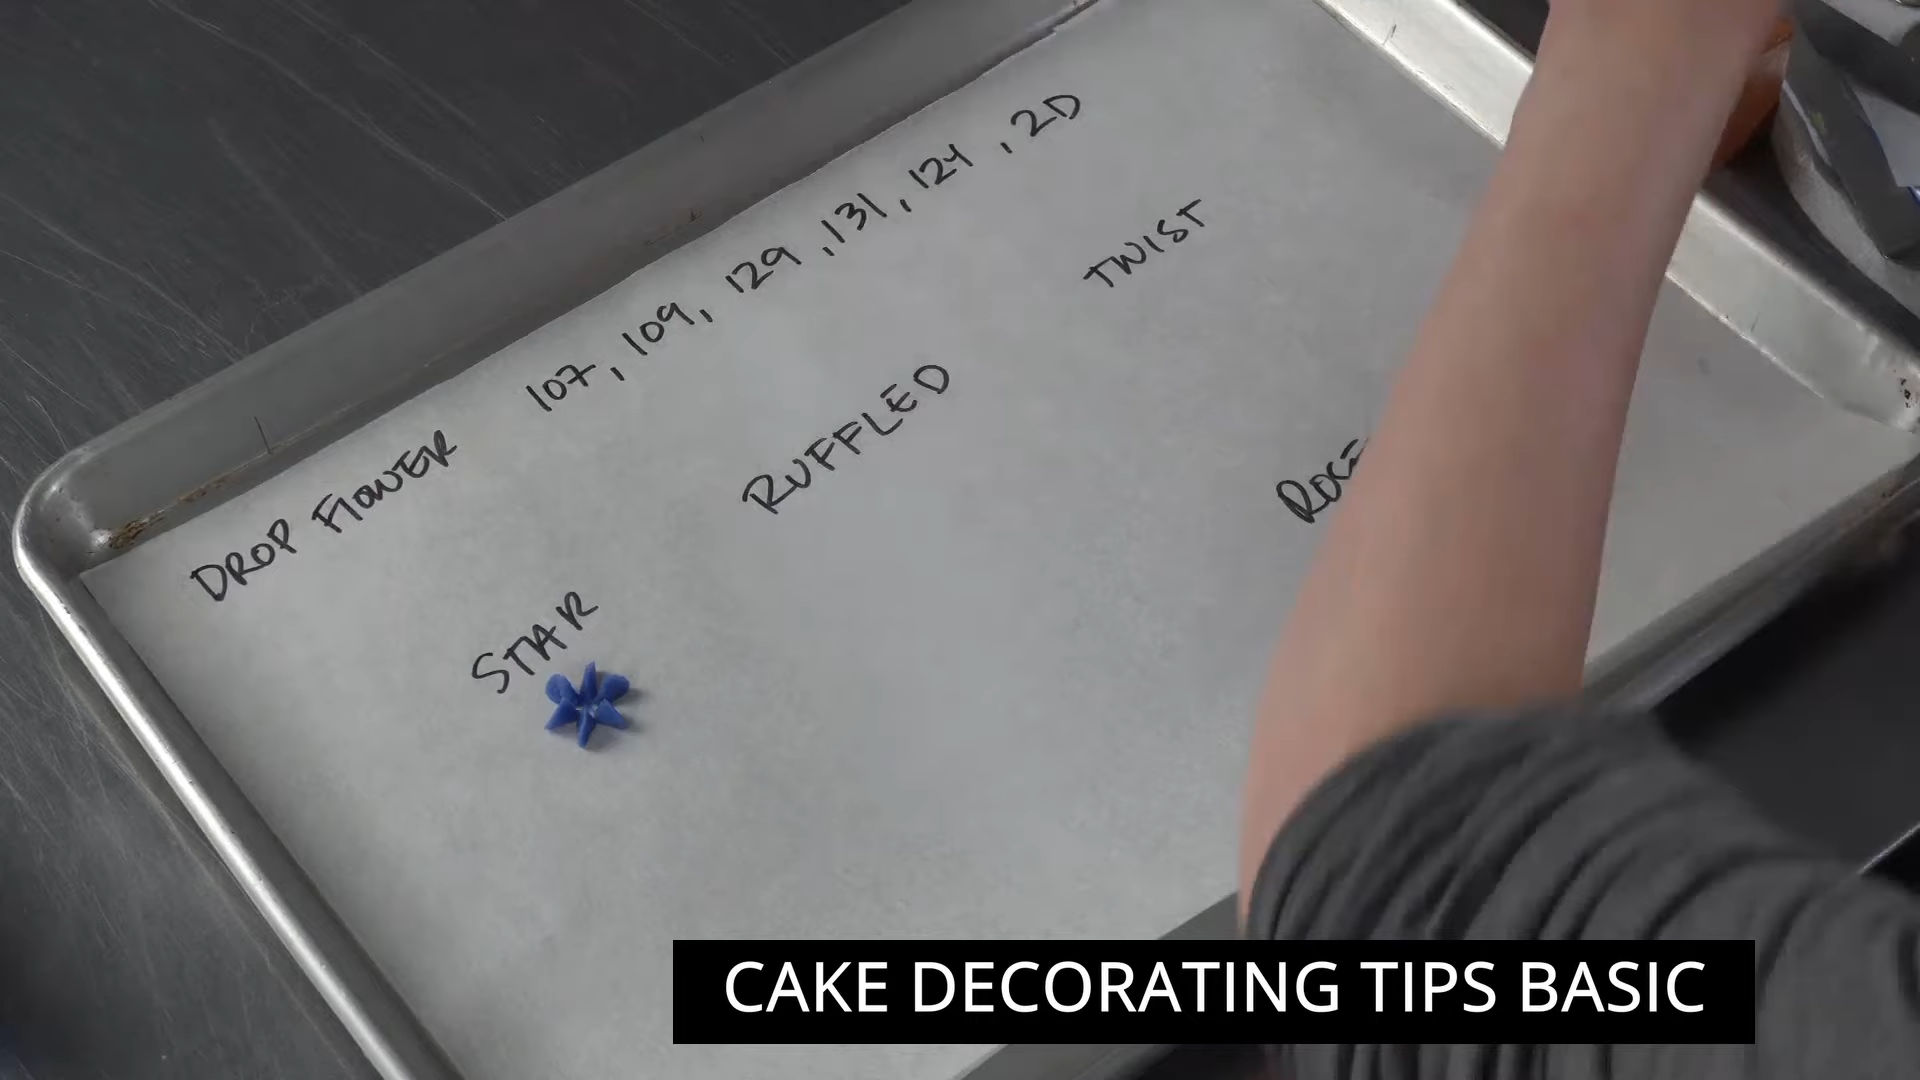 DROP FLOWER 107, 109, 129, 131, 124, 2D
TWIST
RUFFLED
STAR
CAKE DECORATING TIPS BASIC